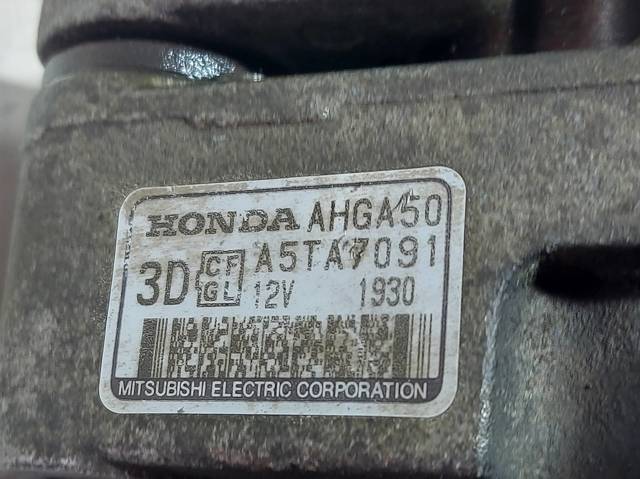 HONDA AHGA50
3D CF GL A5TA7091
12V 1930
MITSUBISHI ELECTRIC CORPORATION